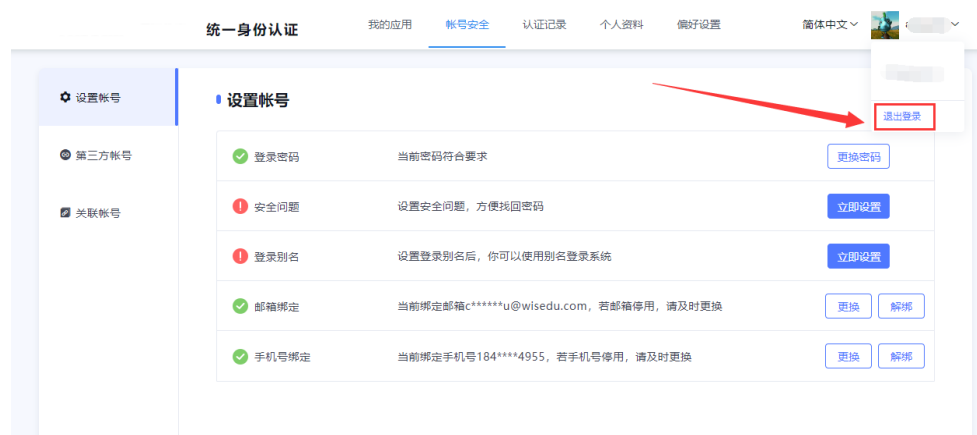 统一身份认证 我的应用 帐号安全 认证记录 个人资料 偏好设置 简体中文
退出登录
设置帐号
第三方帐号
关联帐号
设置帐号
登录密码 当前密码符合要求 更换密码
安全问题 设置安全问题，方便找回密码 立即设置
登录别名 设置登录别名后，你可以使用别名登录系统 立即设置
邮箱绑定 当前绑定邮箱c******u@wisedu.com，若邮箱停用，请及时更换 更换 解绑
手机号绑定 当前绑定手机号184****4955，若手机号停用，请及时更换 更换 解绑